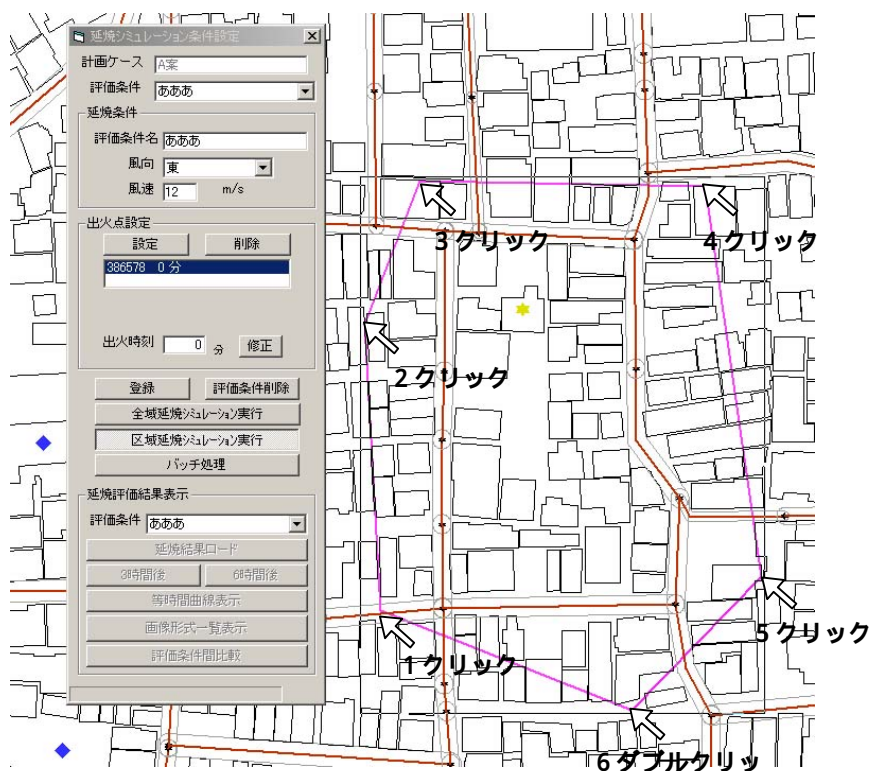 延焼シミュレーション条件設定
計画ケース A案
評価条件 あああ
延焼条件
評価条件名 あああ
風向 東
風速 12 m/s
出火点設定
設定 削除
386578 0 分
出火時刻 0 分 修正
登録 評価条件削除
全域延焼シミュレーション実行
区域延焼シミュレーション実行
バッチ処理
延焼評価結果表示
評価条件 あああ
延焼結果ロード
3時間後 6時間後
等時間曲線表示
画像形式一覧表示
評価条件間比較
3クリック
4クリック
2クリック
1クリック
5クリック
6ダブルクリッ